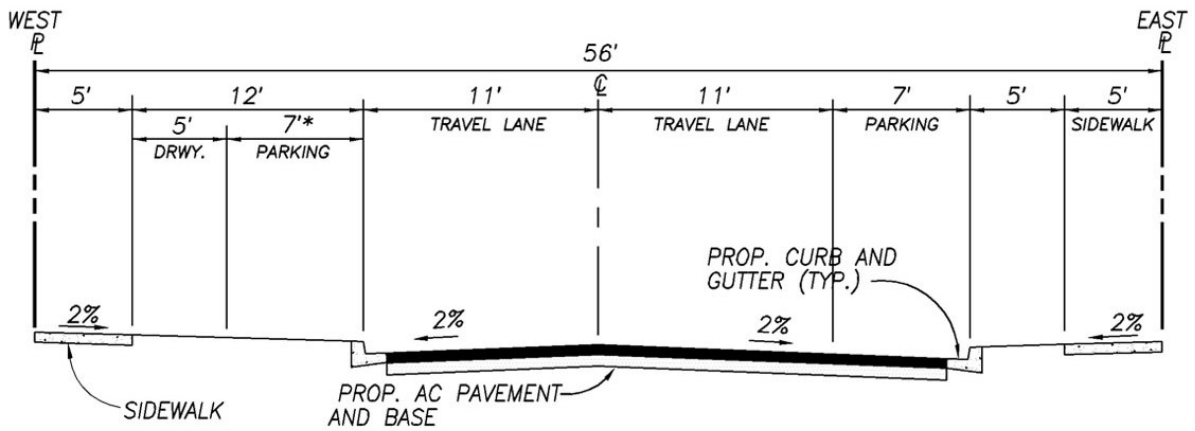 WEST
PL
EAST
PL
56'
CL
5'
12'
11'
11'
7'
5'
5'
TRAVEL LANE
TRAVEL LANE
PARKING
SIDEWALK
5'
7'*
DRWY.
PARKING
PROP. CURB AND
GUTTER (TYP.)
2%
2%
2%
2%
PROP. AC PAVEMENT
AND BASE
SIDEWALK